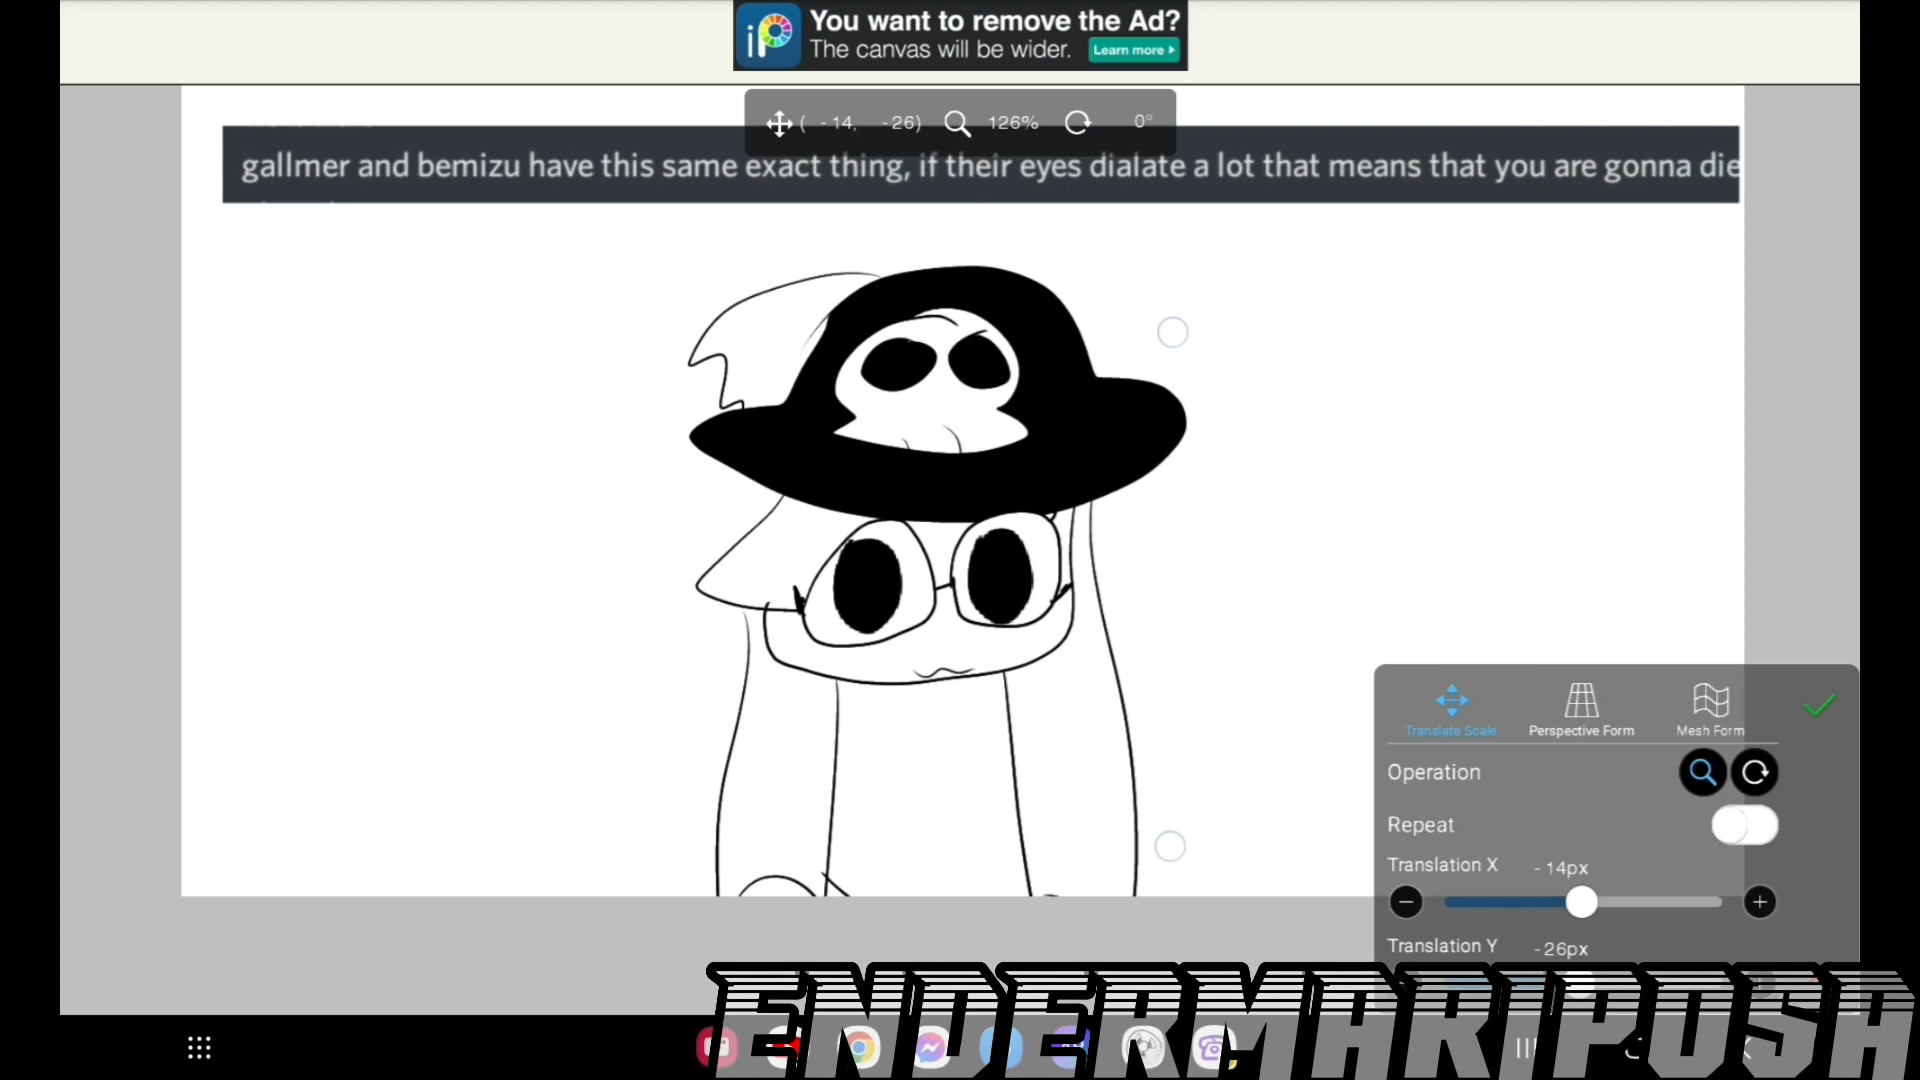 iP
You want to remove the Ad?
The canvas will be wider. Learn more
( -14, -26) 126% 0°
gallmer and bemizu have this same exact thing, if their eyes dialate a lot that means that you are gonna die
Translate Scale Perspective Form Mesh Form
Operation
Repeat
Translation X -14px
Translation Y -26px
ENDERMARIPOSA